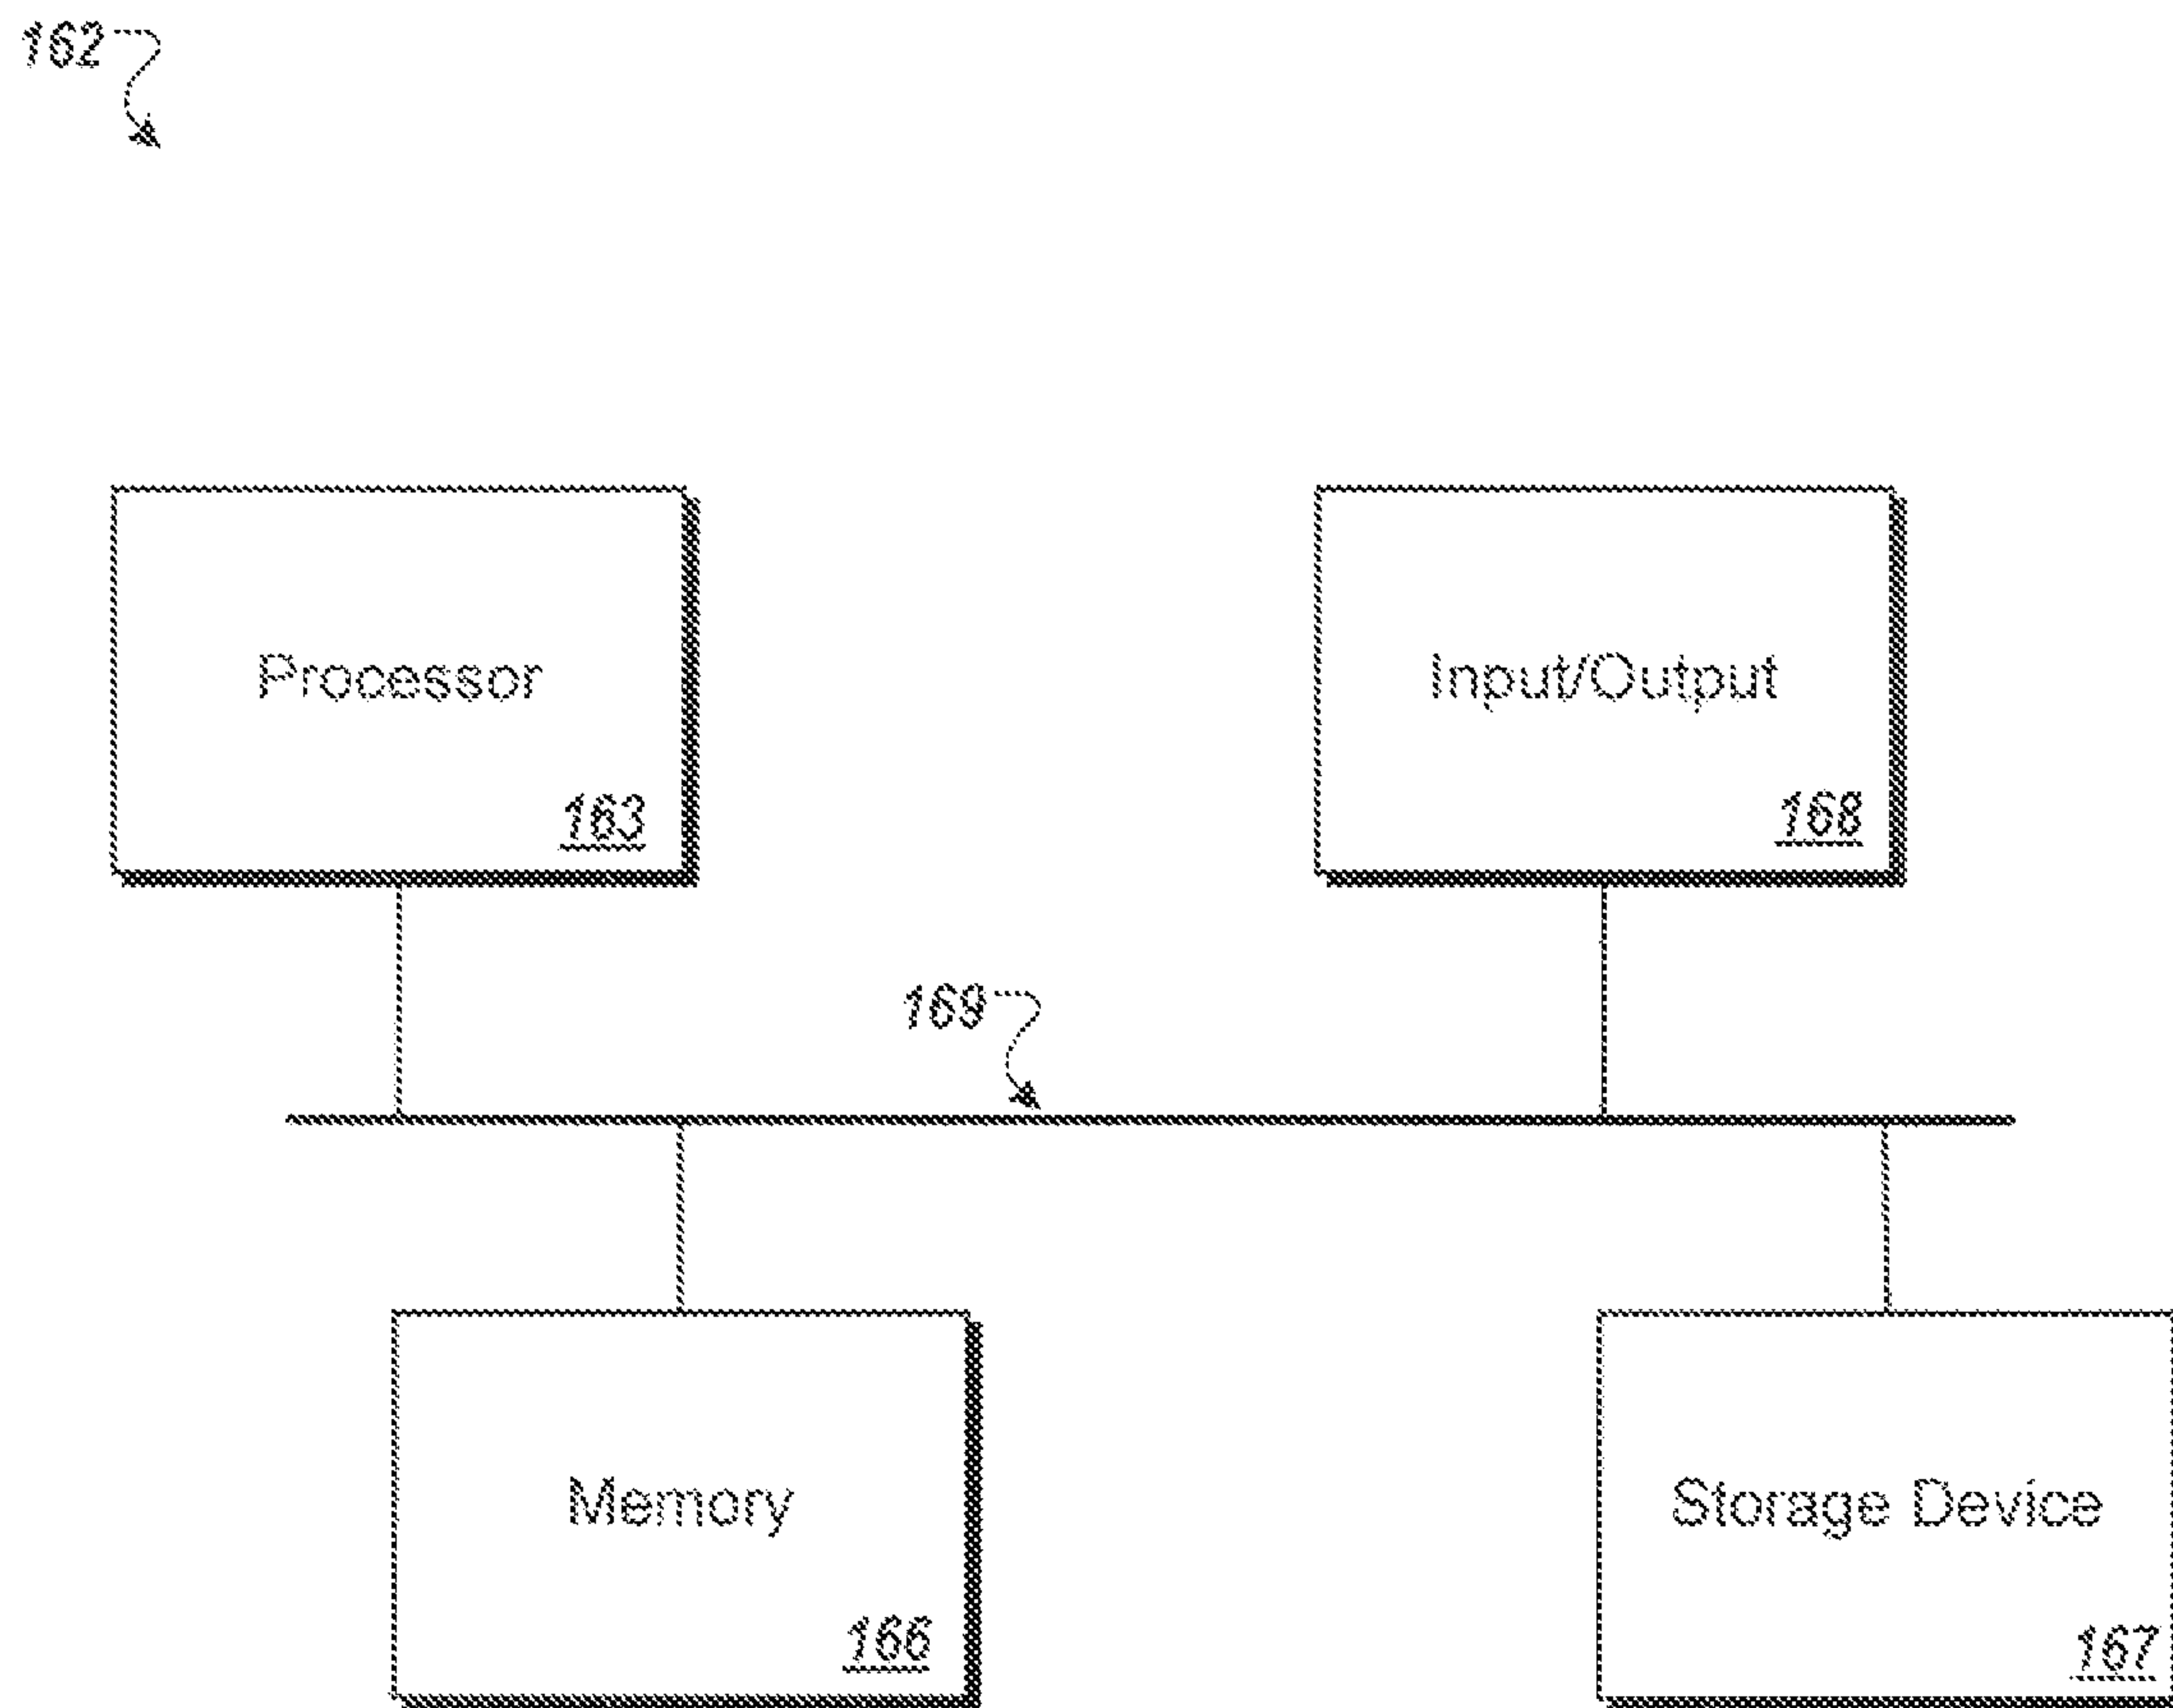 162
Processor
163
Input/Output
168
169
Memory
166
Storage Device
167